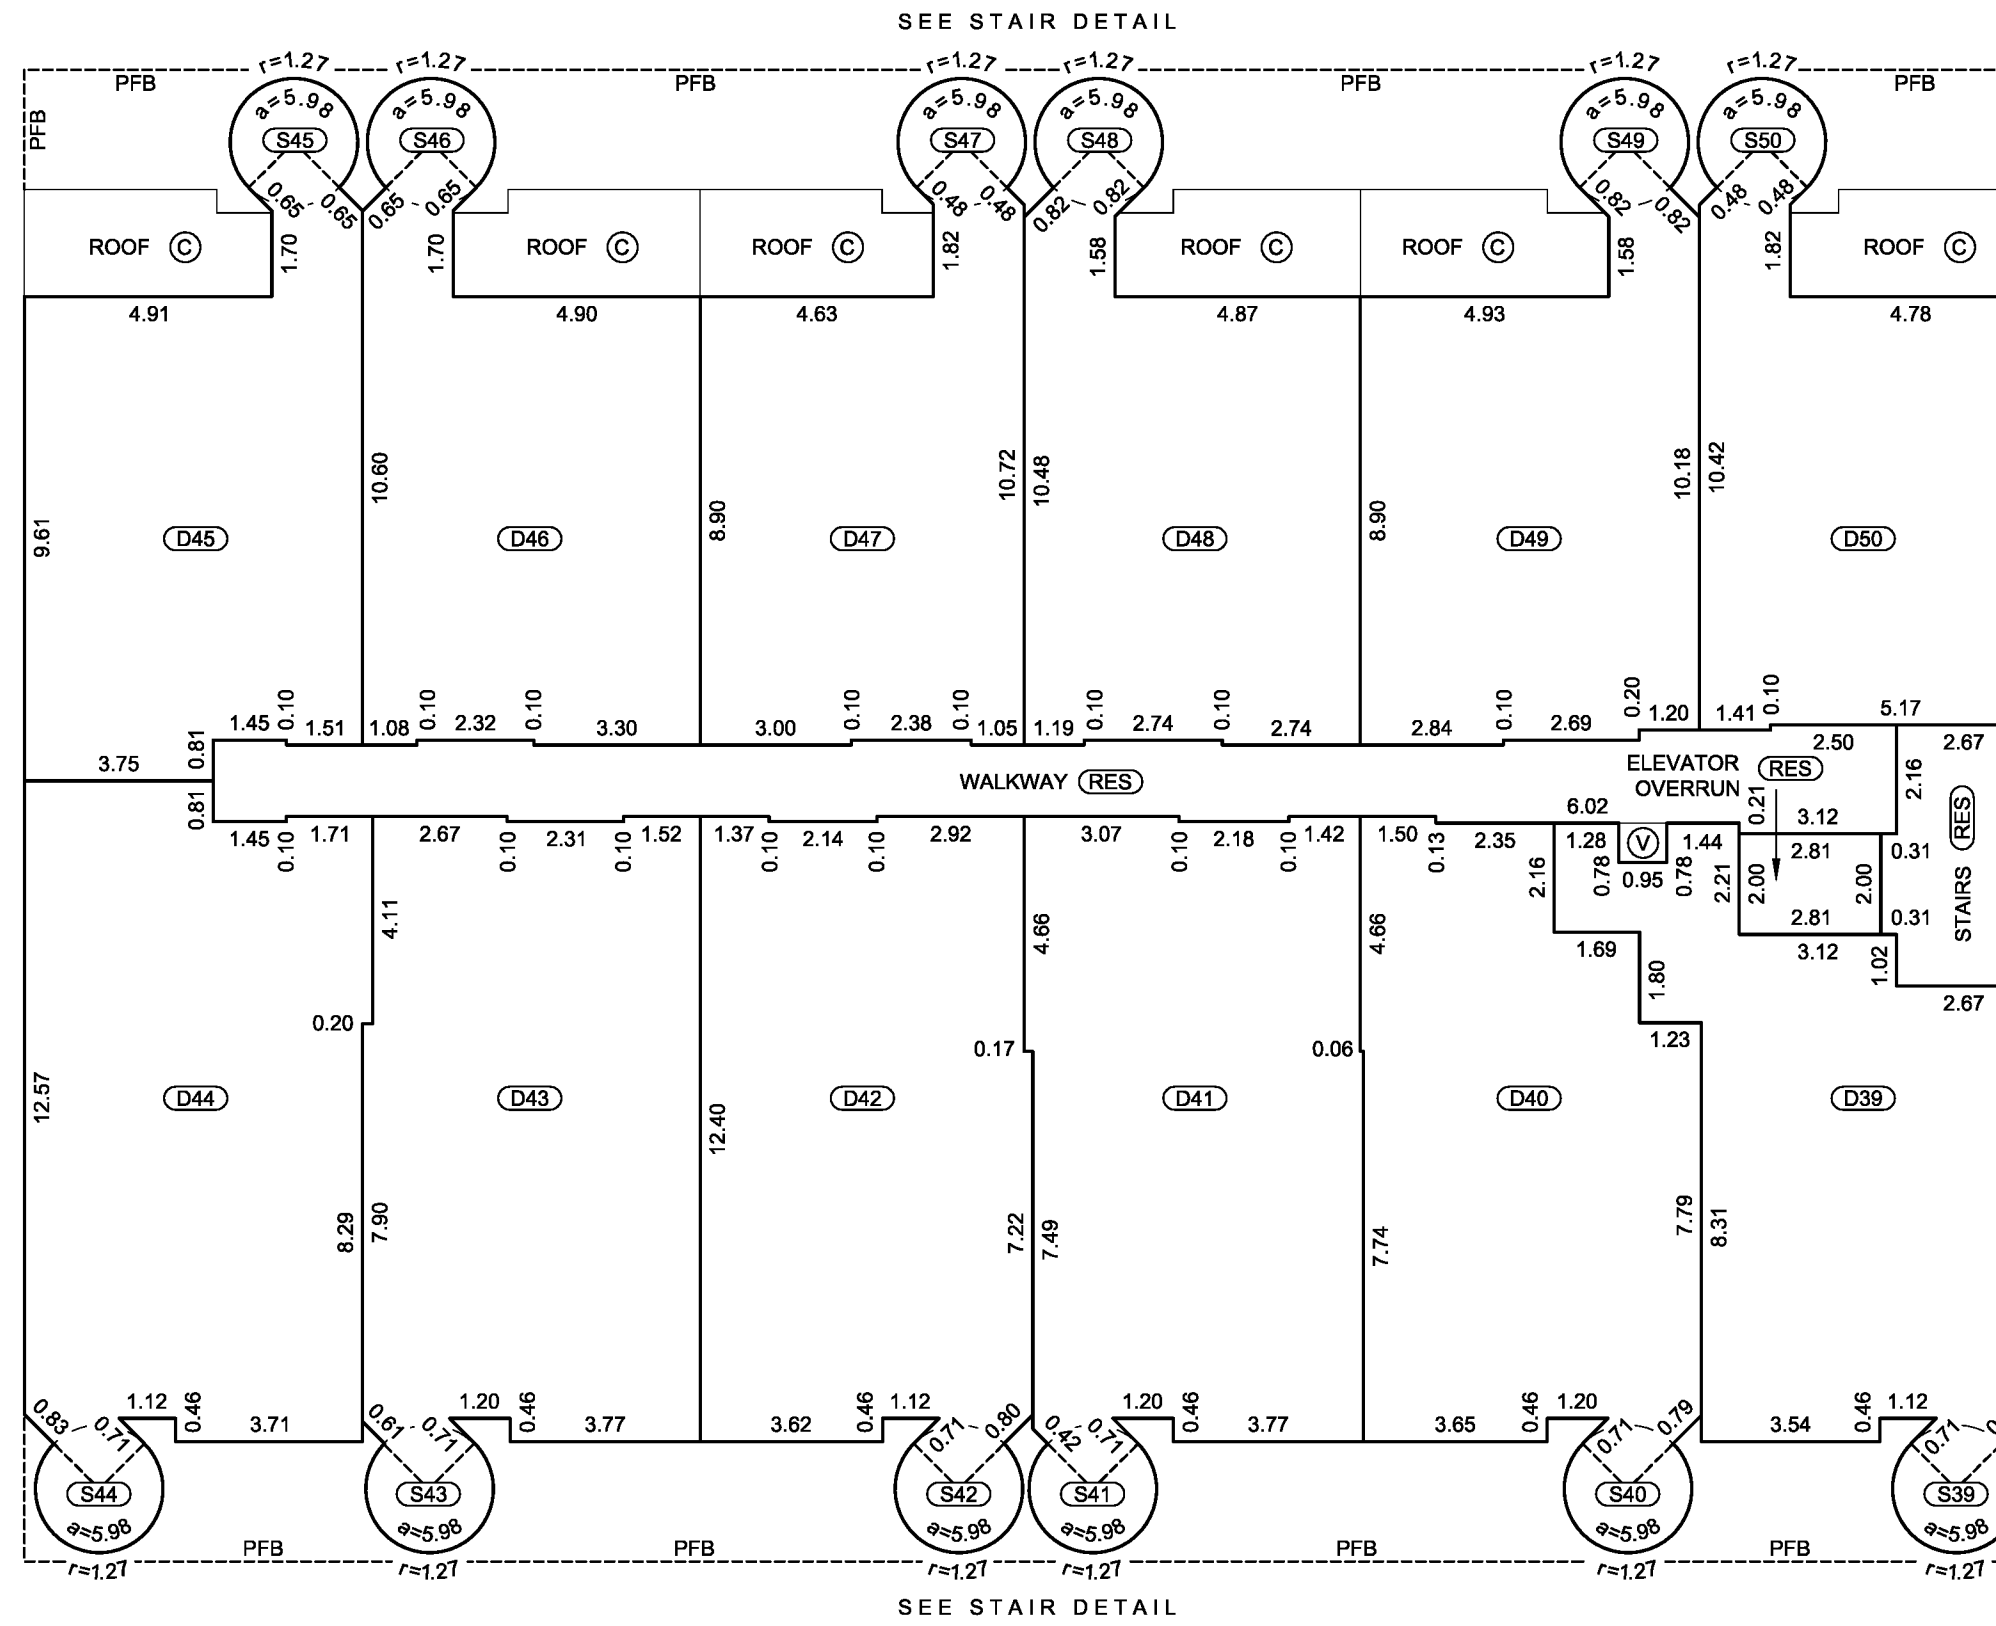 SEE STAIR DETAIL
r=1.27 r=1.27 r=1.27 r=1.27 r=1.27 r=1.27
PFB PFB PFB PFB
PFB
a=5.98 a=5.98 a=5.98 a=5.98 a=5.98 a=5.98
S45 S46 S47 S48 S49 S50
0.65 0.65 0.65 0.65 0.48 0.48 0.82 0.82 0.82 0.82 0.48 0.48
ROOF C 1.70 1.70 ROOF C ROOF C 1.82 1.58 ROOF C ROOF C 1.58 1.82 ROOF C
4.91 4.90 4.63 4.87 4.93 4.78
10.60 10.72 10.48 10.18 10.42
9.61 D45 D46 8.90 D47 D48 8.90 D49 D50
1.45 0.10 1.51 1.08 0.10 2.32 0.10 3.30 3.00 0.10 2.38 0.10 1.05 1.19 0.10 2.74 0.10 2.74 2.84 0.10 2.69 0.20 1.20 1.41 0.10 5.17
3.75 0.81 2.50 2.67
WALKWAY RES ELEVATOR
OVERRUN RES 2.16
0.81 6.02 0.21 3.12
1.45 0.10 1.71 2.67 0.10 2.31 0.10 1.52 1.37 0.10 2.14 0.10 2.92 3.07 0.10 2.18 0.10 1.42 1.50 0.13 2.35 1.28 V 1.44 2.81 0.31 STAIRS RES
2.16 0.78 0.95 0.78 2.21 2.00 2.00
4.11 4.66 4.66 2.81 0.31
1.69 1.80 3.12 1.02
2.67
0.20 0.17 0.06 1.23
12.57 D44 D43 12.40 D42 D41 D40 D39
8.29 7.90 7.22 7.49 7.74 7.79 8.31
0.83 0.71 1.12 0.46 3.71 0.61 0.71 1.20 0.46 3.77 3.62 0.46 1.12 0.71 0.80 0.42 0.71 1.20 0.46 3.77 3.65 0.46 1.20 0.71 0.79 3.54 0.46 1.12 0.71
S44 S43 S42 S41 S40 S39
a=5.98 a=5.98 a=5.98 a=5.98 a=5.98 a=5.98
PFB PFB PFB PFB
r=1.27 r=1.27 r=1.27 r=1.27 r=1.27 r=1.27
SEE STAIR DETAIL